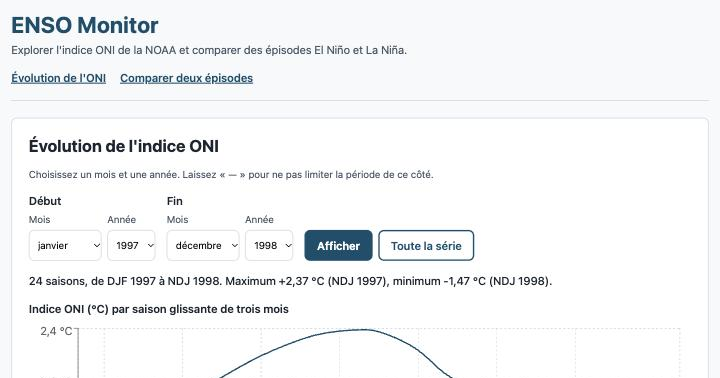 ENSO Monitor
Explorer l'indice ONI de la NOAA et comparer des épisodes El Niño et La Niña.
Évolution de l'ONI Comparer deux épisodes
Évolution de l'indice ONI
Choisissez un mois et une année. Laissez « — » pour ne pas limiter la période de ce côté.
Début Fin
Mois Année Mois Année
janvier 1997 décembre 1998 Afficher Toute la série
24 saisons, de DJF 1997 à NDJ 1998. Maximum +2,37 °C (NDJ 1997), minimum -1,47 °C (NDJ 1998).
Indice ONI (°C) par saison glissante de trois mois
2,4 °C